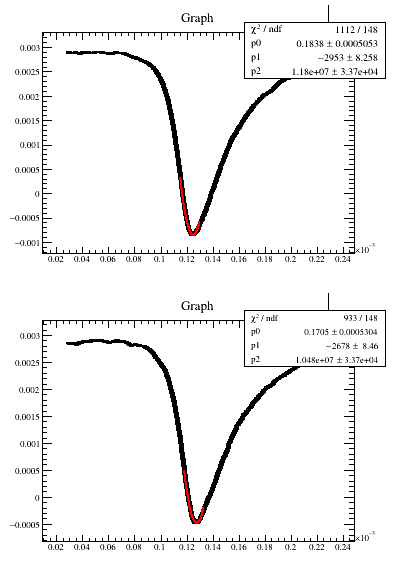 Graph
χ² / ndf 1112 / 148
p0 0.1838 ± 0.0005053
p1 −2953 ± 8.258
p2 1.18e+07 ± 3.37e+04
0.003
0.0025
0.002
0.0015
0.001
0.0005
0
−0.0005
−0.001
0.02 0.04 0.06 0.08 0.1 0.12 0.14 0.16 0.18 0.2 0.22 0.24
×10⁻³
Graph
χ² / ndf 933 / 148
p0 0.1705 ± 0.0005304
p1 −2678 ± 8.46
p2 1.048e+07 ± 3.37e+04
0.003
0.0025
0.002
0.0015
0.001
0.0005
0
−0.0005
0.02 0.04 0.06 0.08 0.1 0.12 0.14 0.16 0.18 0.2 0.22 0.24
×10⁻³